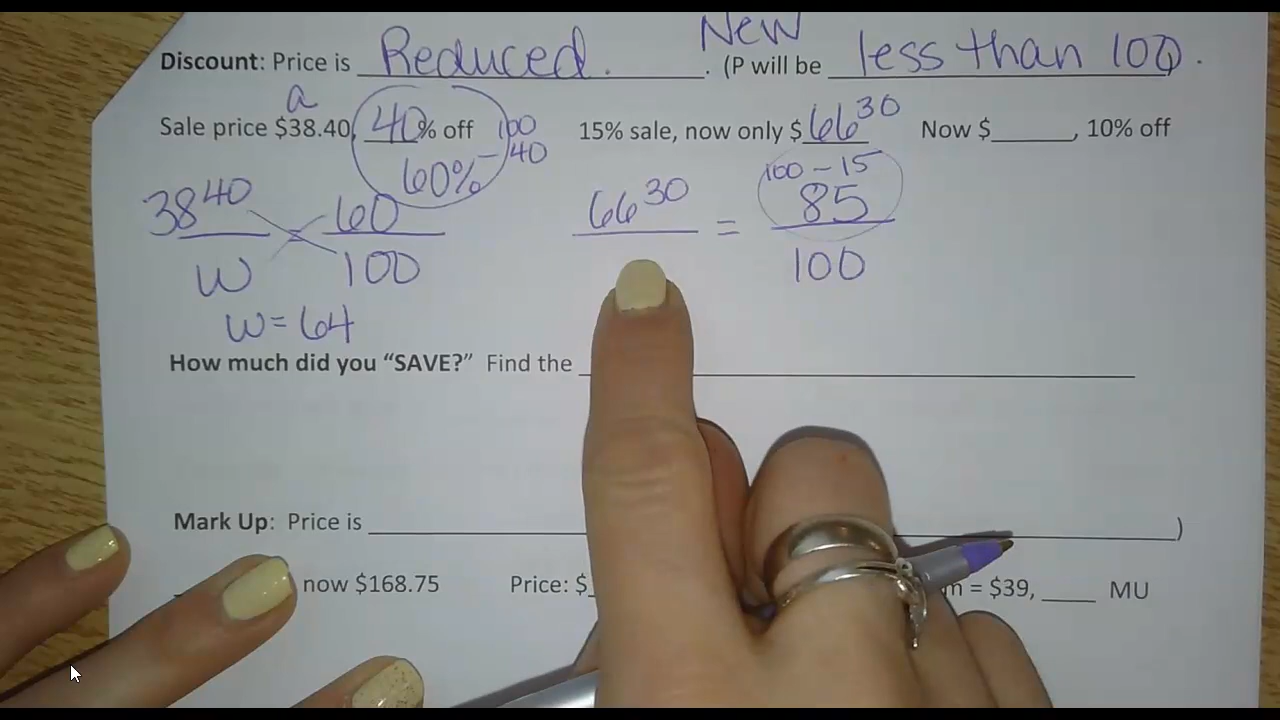 Discount: Price is Reduced. . (P will be New less than 100.
a
Sale price $38.40, 40% off 100 15% sale, now only $66 30 Now $______, 10% off
60% - 40 100 - 15
38 40 60 66 30 = 85
W 100 100
W = 64
How much did you “SAVE?” Find the
Mark Up: Price is )
now $168.75 Price: $ = $39, ____ MU